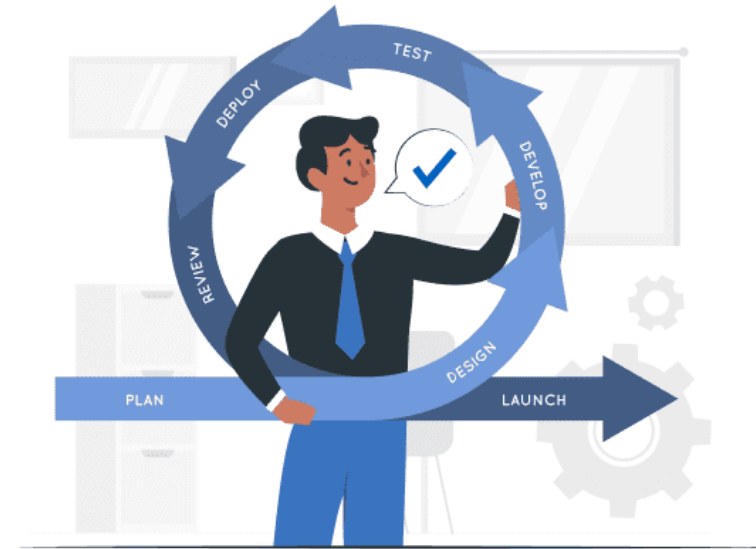 PLAN
DESIGN
DEVELOP
TEST
DEPLOY
REVIEW
LAUNCH